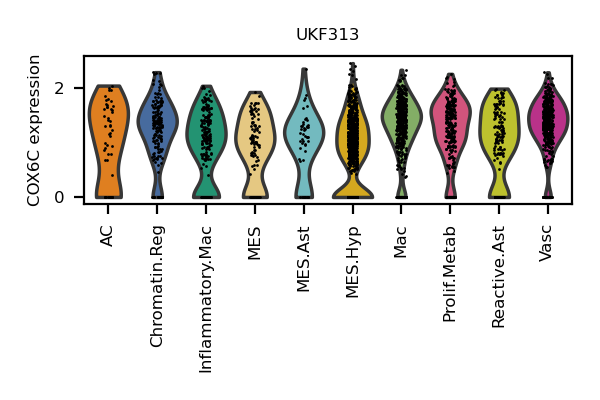 UKF313
COX6C expression
2
0
AC
Chromatin.Reg
Inflammatory.Mac
MES
MES.Ast
MES.Hyp
Mac
Prolif.Metab
Reactive.Ast
Vasc